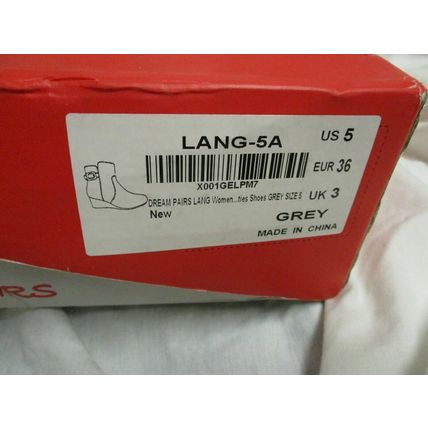 LANG-5A
US 5
X001GELPM7
EUR 36
DREAM PAIRS LANG Women...ties Shoes GREY SIZE 5
UK 3
New
GREY
MADE IN CHINA